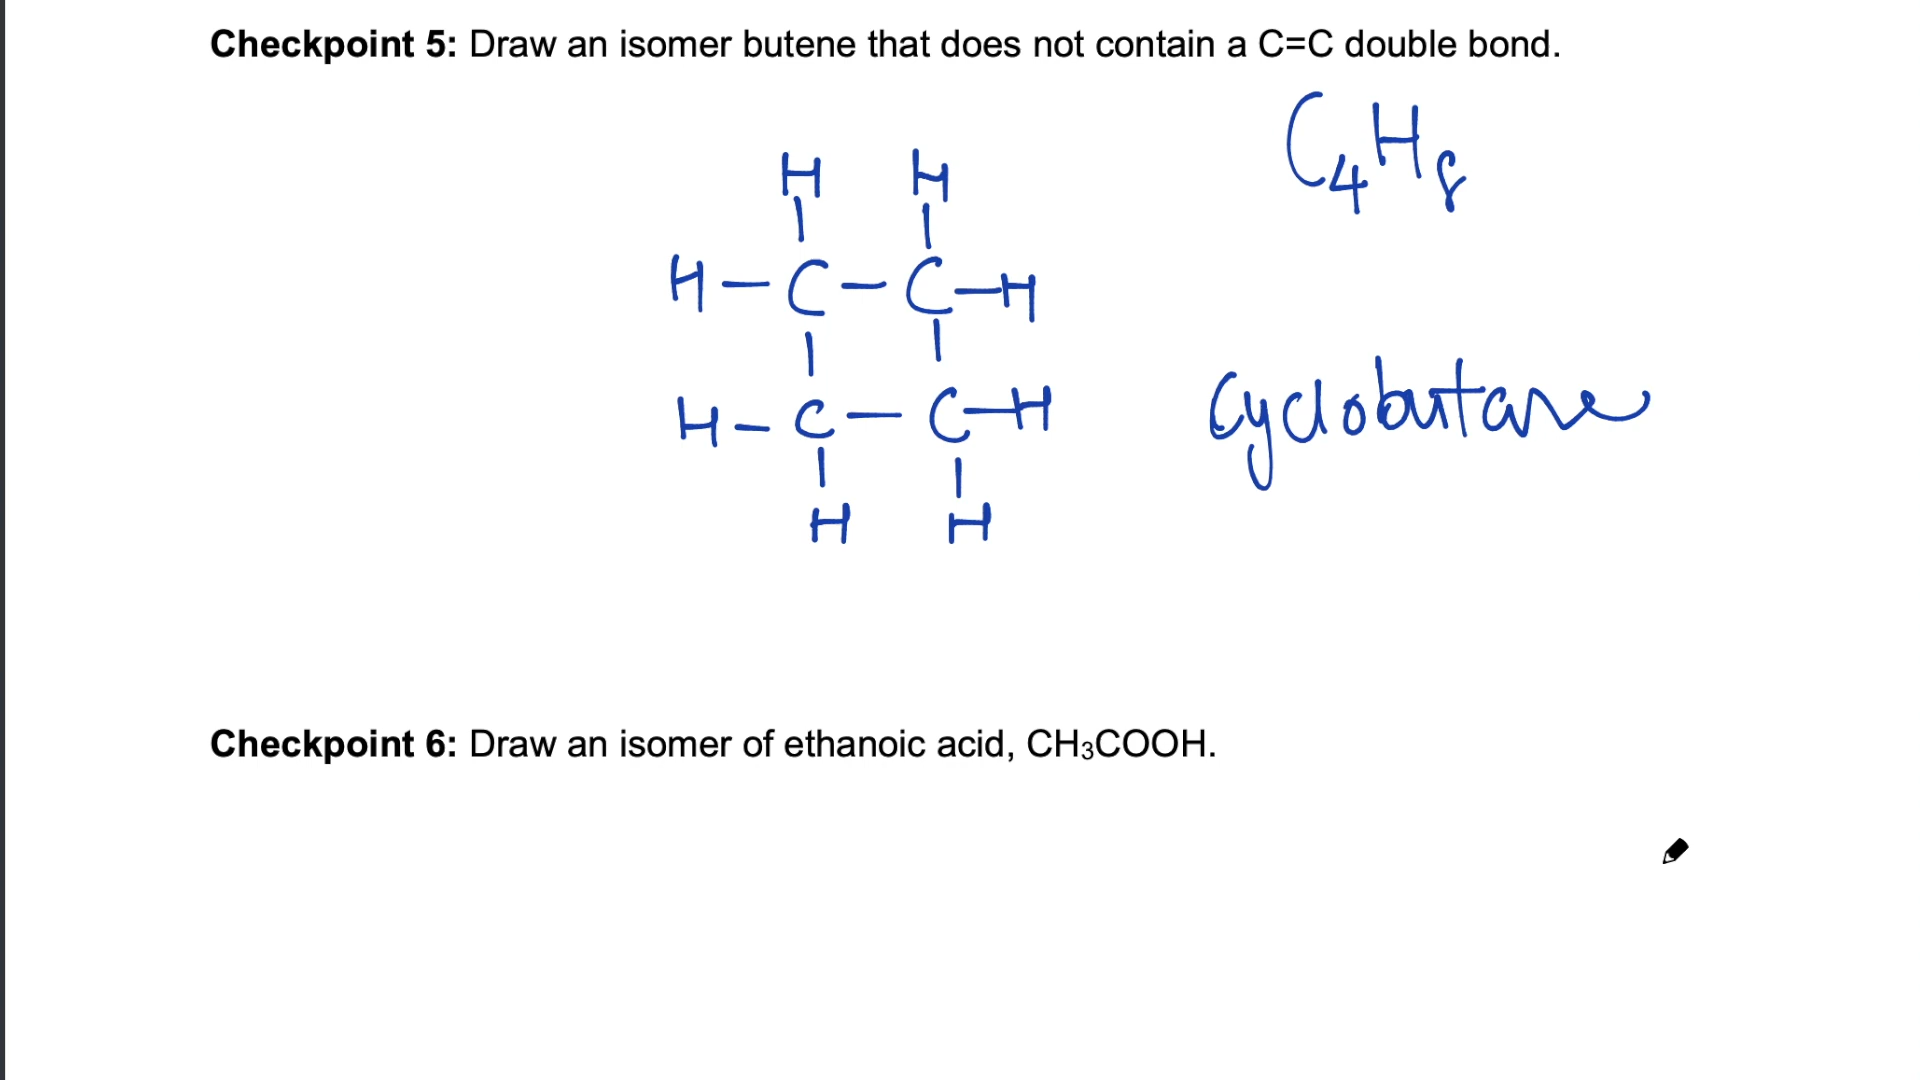 Checkpoint 5: Draw an isomer butene that does not contain a C=C double bond.
C₄H₈
H H
| |
H – C – C – H
| |
H – C – C – H
| |
H H
Cyclobutane
Checkpoint 6: Draw an isomer of ethanoic acid, CH₃COOH.